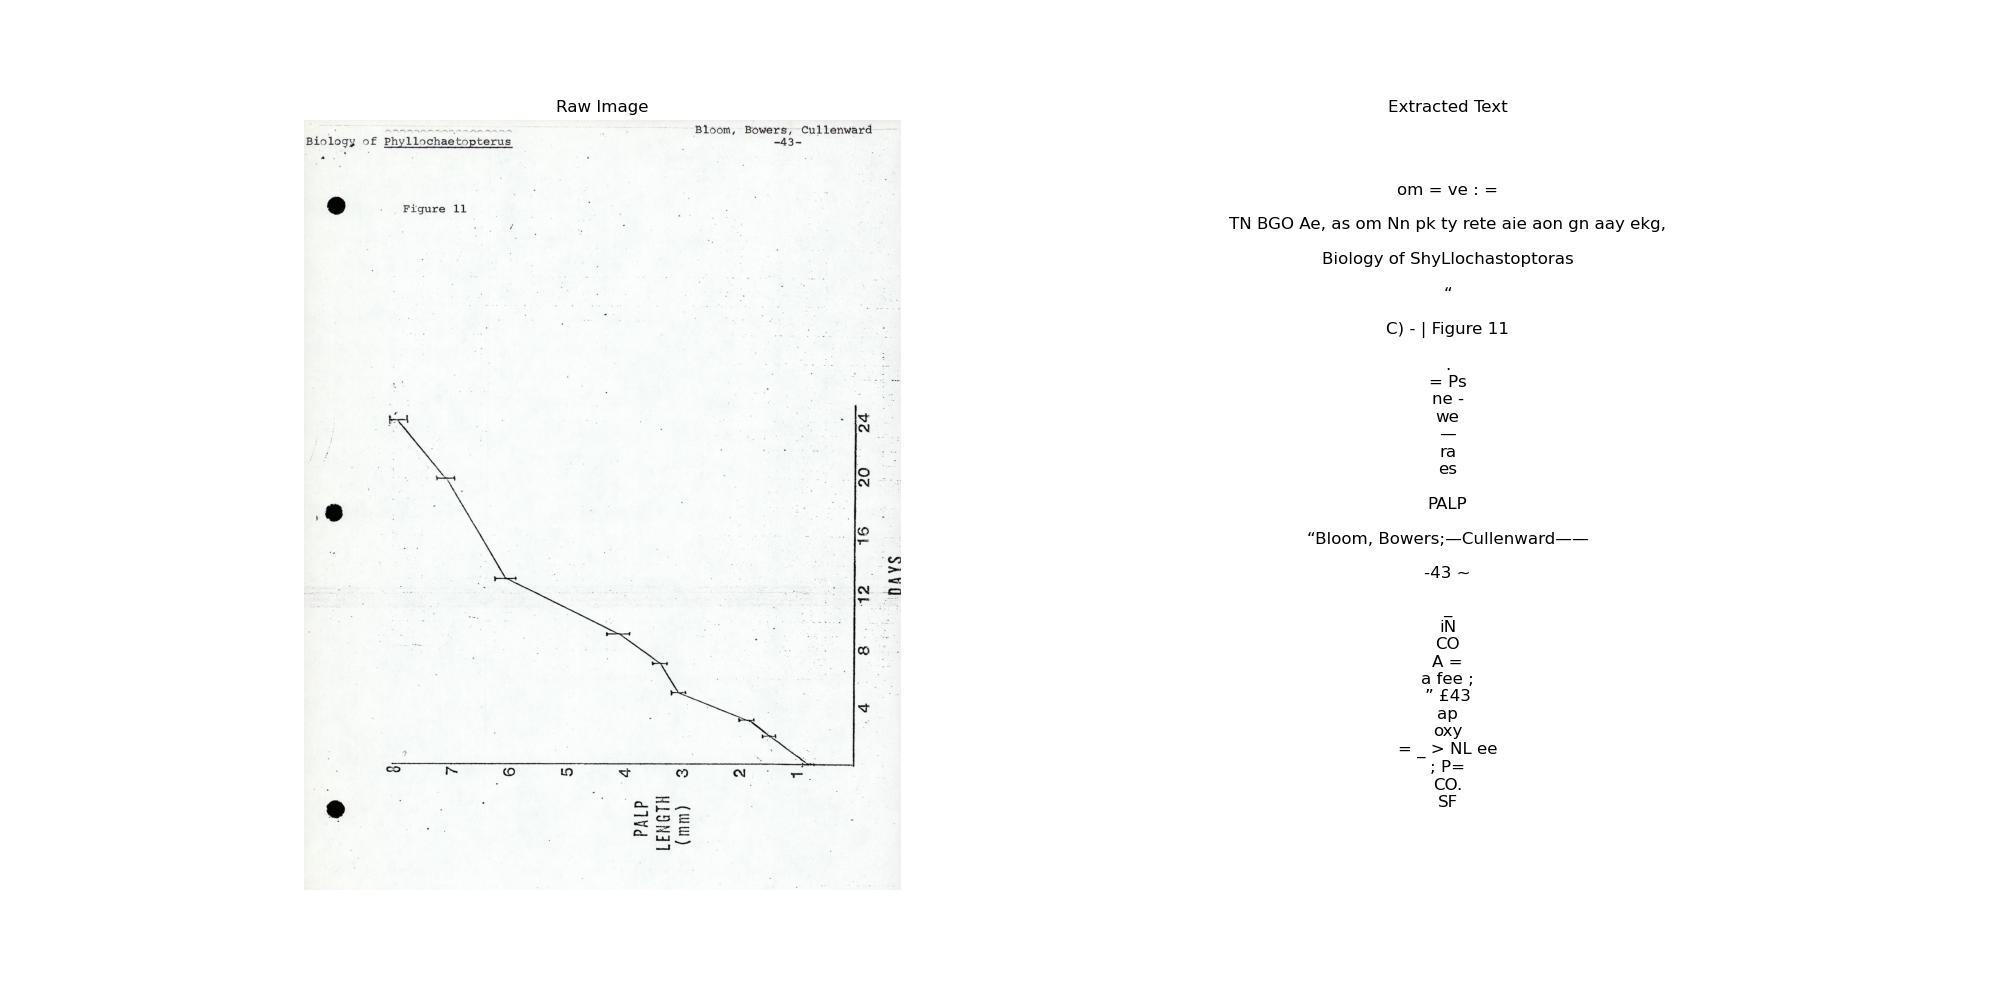 Raw Image
Biology of Phyllochaetopterus
Bloom, Bowers, Cullenward
-43-
Figure 11
24
20
16
12
8
4
DAYS
8
7
6
5
4
3
2
1
PALP
LENGTH
(mm)
Extracted Text
om = ve : =
TN BGO Ae, as om Nn pk ty rete aie aon gn aay ekg,
Biology of ShyLlochastoptoras
“
C) - | Figure 11
.
= Ps
ne -
we
—
ra
es
PALP
“Bloom, Bowers;—Cullenward——
-43 ~
_
iN
CO
A =
a fee ;
” £43
ap
oxy
= _ > NL ee
; P=
CO.
SF